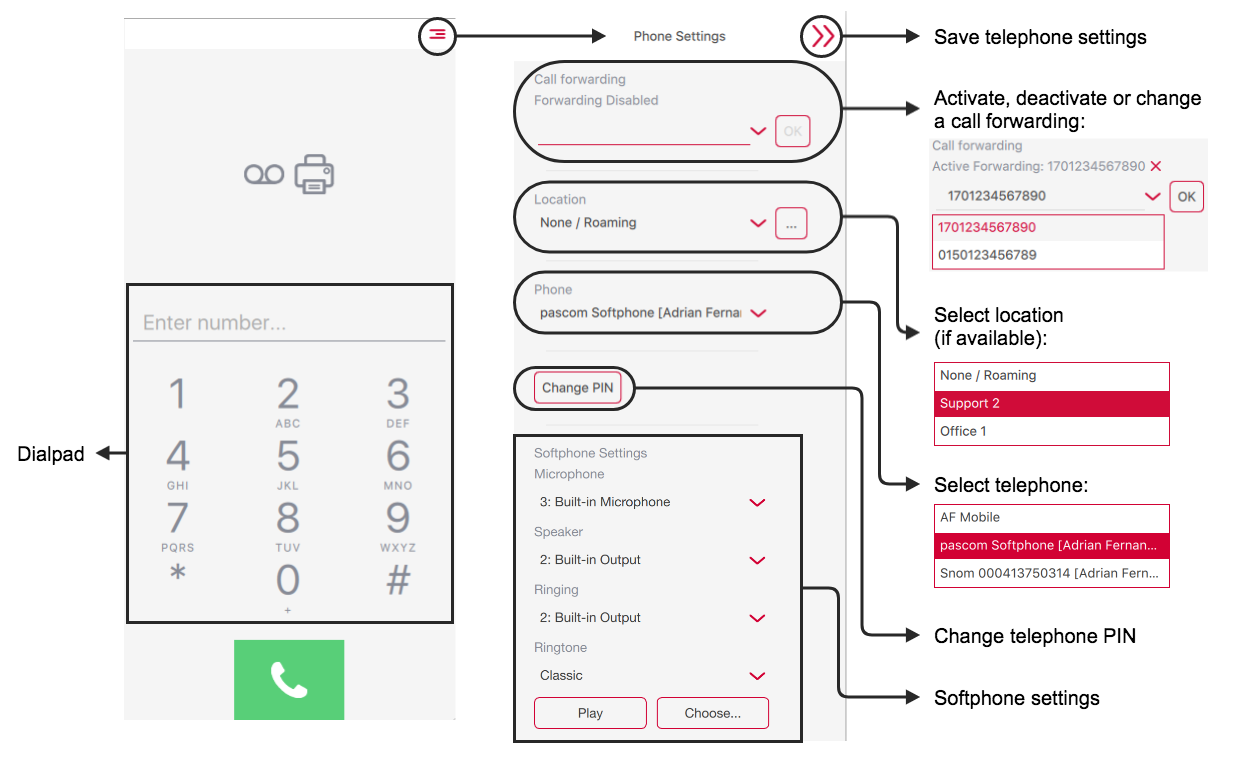 Enter number...
1
2
ABC
3
DEF
4
GHI
5
JKL
6
MNO
7
PQRS
8
TUV
9
WXYZ
*
0
+
#
Dialpad
Phone Settings
Call forwarding
Forwarding Disabled
OK
Location
None / Roaming
...
Phone
pascom Softphone [Adrian Fernar
Change PIN
Softphone Settings
Microphone
3: Built-in Microphone
Speaker
2: Built-in Output
Ringing
2: Built-in Output
Ringtone
Classic
Play
Choose...
Save telephone settings
Activate, deactivate or change
a call forwarding:
Call forwarding
Active Forwarding: 1701234567890
1701234567890
OK
1701234567890
0150123456789
Select location
(if available):
None / Roaming
Support 2
Office 1
Select telephone:
AF Mobile
pascom Softphone [Adrian Fernan...
Snom 000413750314 [Adrian Fern...
Change telephone PIN
Softphone settings